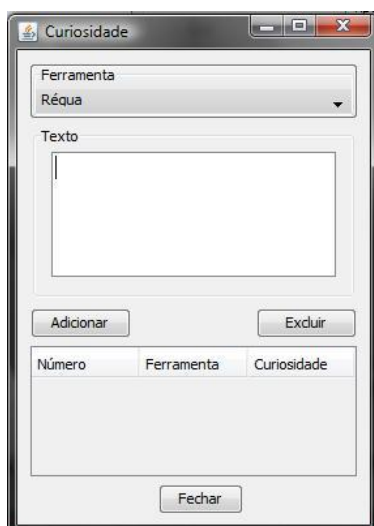 Curiosidade
Ferramenta
Régua
Texto
Adicionar Excluir
Número Ferramenta Curiosidade
Fechar